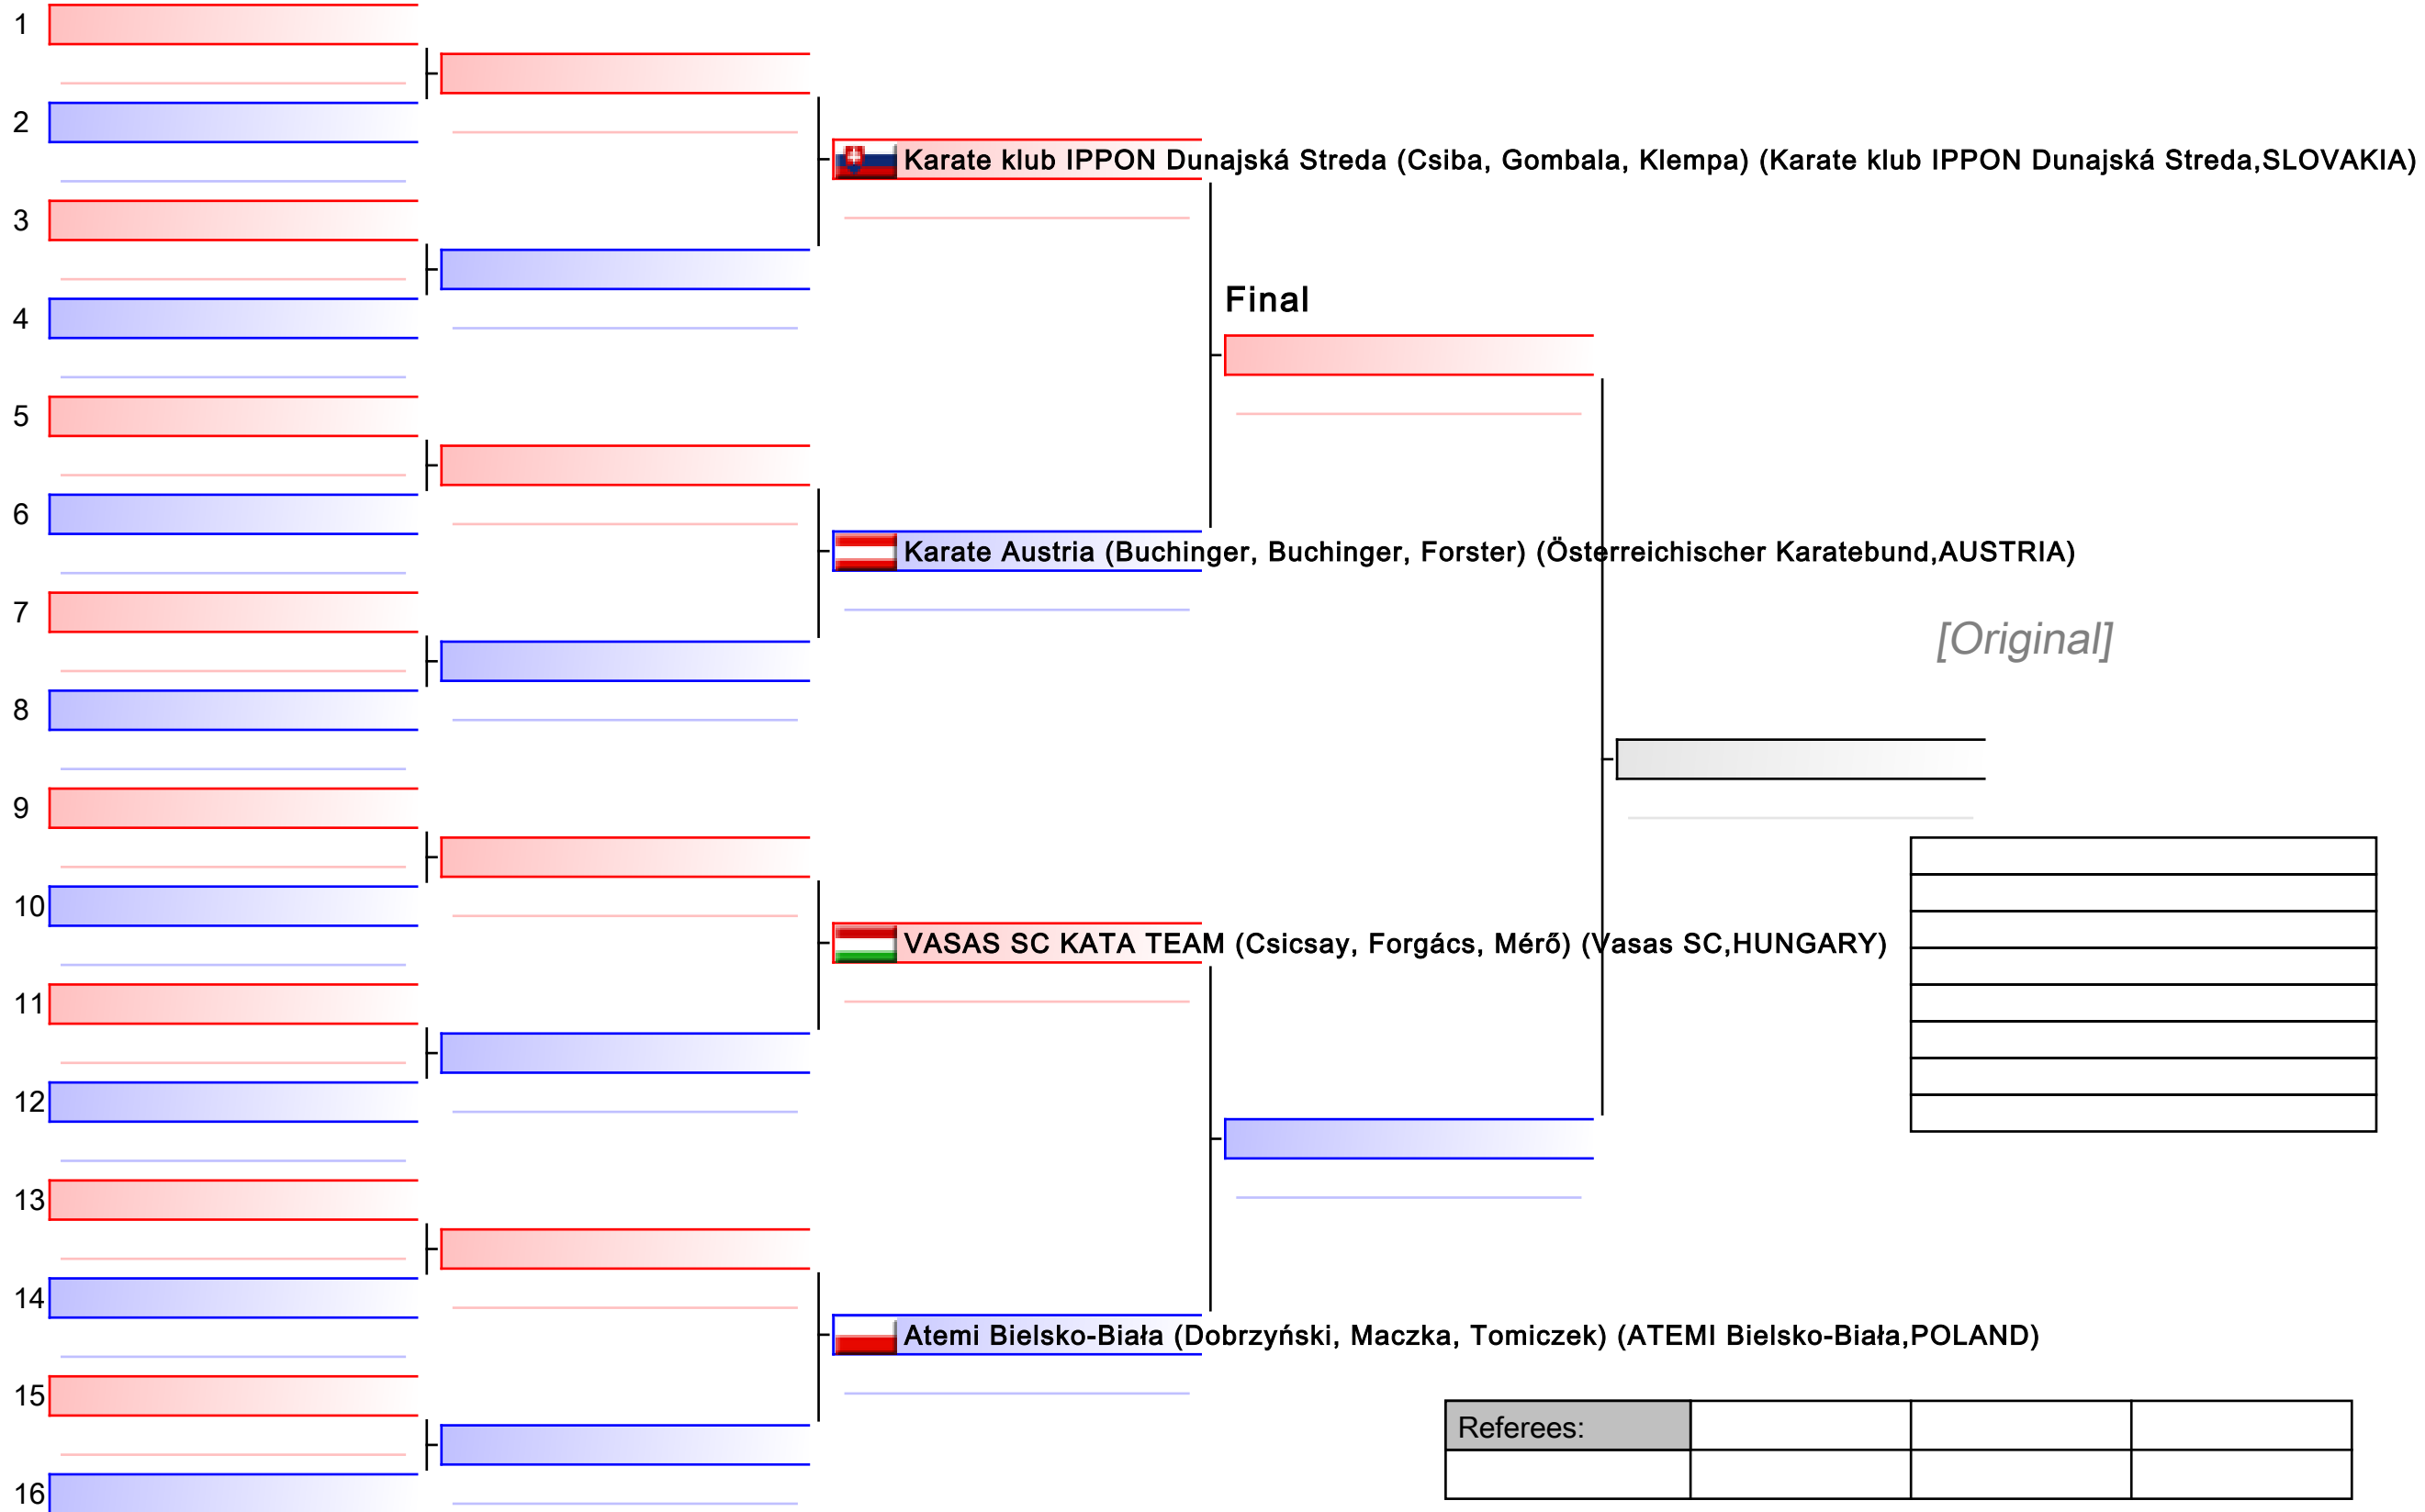 1
2
Karate klub IPPON Dunajská Streda (Csiba, Gombala, Klempa) (Karate klub IPPON Dunajská Streda,SLOVAKIA)
3
Final
4
5
6
Karate Austria (Buchinger, Buchinger, Forster) (Österreichischer Karatebund,AUSTRIA)
7
[Original]
8
9
10
VASAS SC KATA TEAM (Csicsay, Forgács, Mérő) (Vasas SC,HUNGARY)
11
12
13
14
Atemi Bielsko-Biała (Dobrzyński, Maczka, Tomiczek) (ATEMI Bielsko-Biała,POLAND)
15
Referees:
16